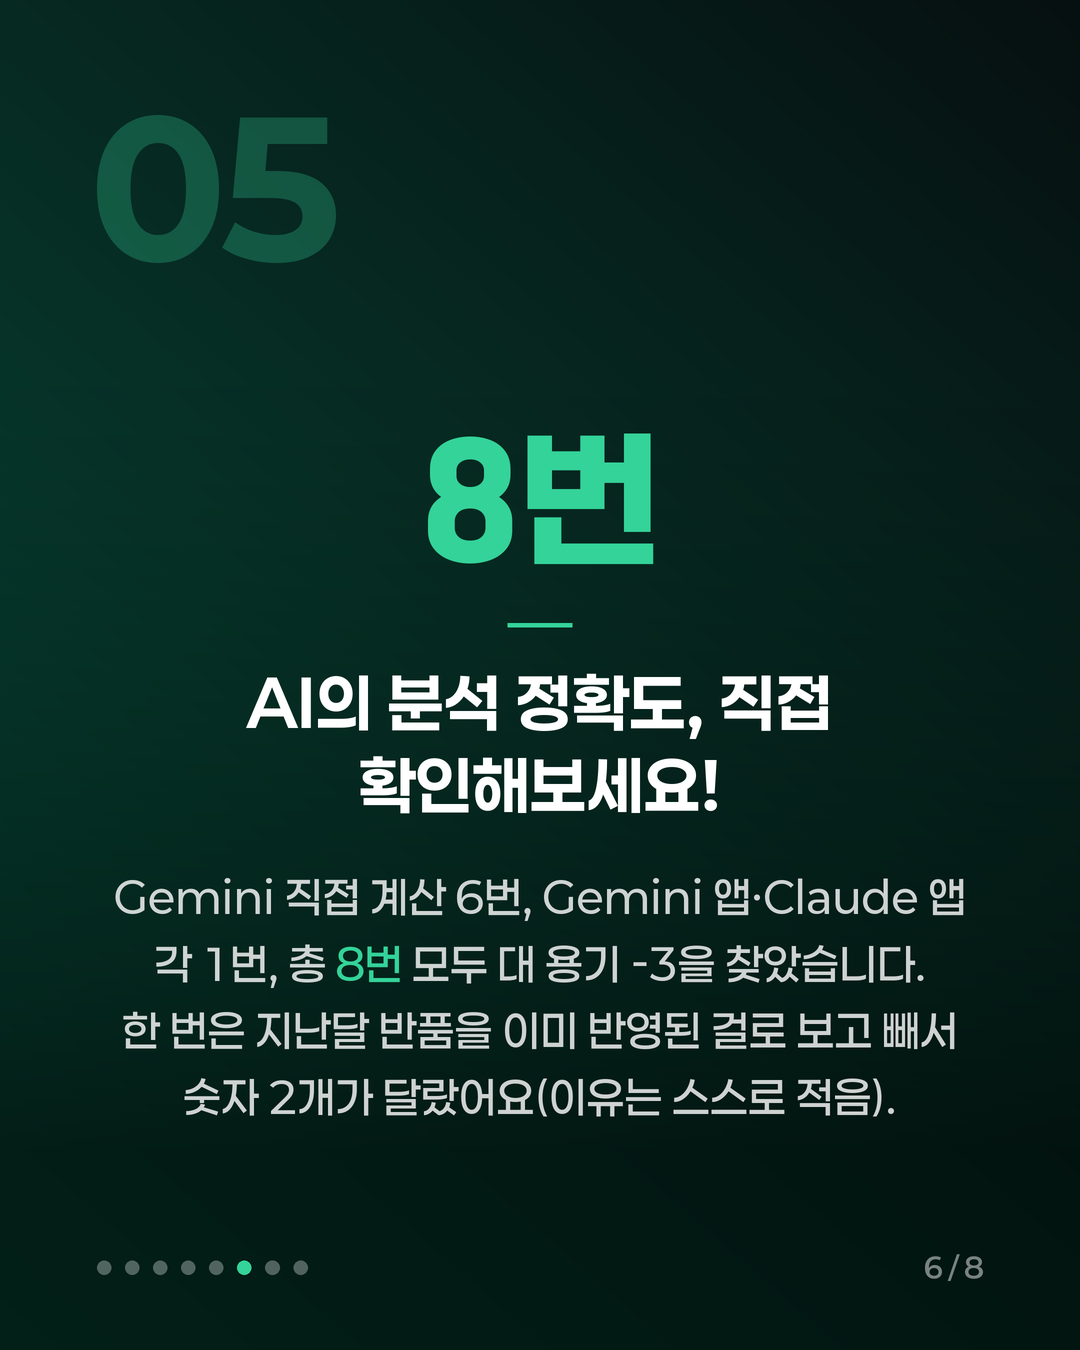 05
8번
AI의 분석 정확도, 직접
확인해보세요!
Gemini 직접 계산 6번, Gemini 앱·Claude 앱
각 1번, 총 8번 모두 대 용기 -3을 찾았습니다.
한 번은 지난달 반품을 이미 반영된 걸로 보고 빼서
숫자 2개가 달랐어요(이유는 스스로 적음).
6/8